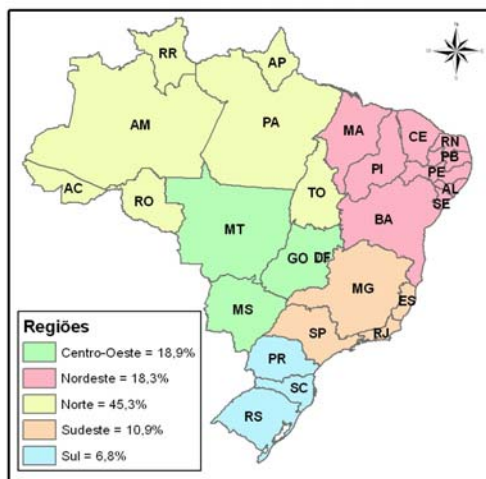 RR
AP
AM
PA
MA
CE
RN
PB
PE
AL
SE
PI
AC
RO
TO
BA
MT
GO DF
MG
ES
MS
SP
RJ
PR
SC
RS
Regiões
Centro-Oeste = 18,9%
Nordeste = 18,3%
Norte = 45,3%
Sudeste = 10,9%
Sul = 6,8%